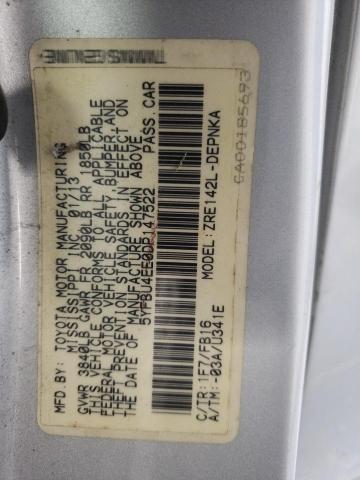 MFD.BY: TOYOTA MOTOR MANUFACTURING
MISSISSIPPI, INC. 01/13
GVWR 3840LB GAWR FR 2090LB RR 1850LB
THIS VEHICLE CONFORMS TO ALL APPLICABLE
FEDERAL MOTOR VEHICLE SAFETY, BUMPER AND
THEFT PREVENTION STANDARDS IN EFFECT ON
THE DATE OF MANUFACTURE SHOWN ABOVE.
5YFBU4EE0DP147522 PASS.CAR
C/TR:1F7/FB16
A/TM:-03A/U341E
MODEL: ZRE142L-DEPNKA
CA00185693